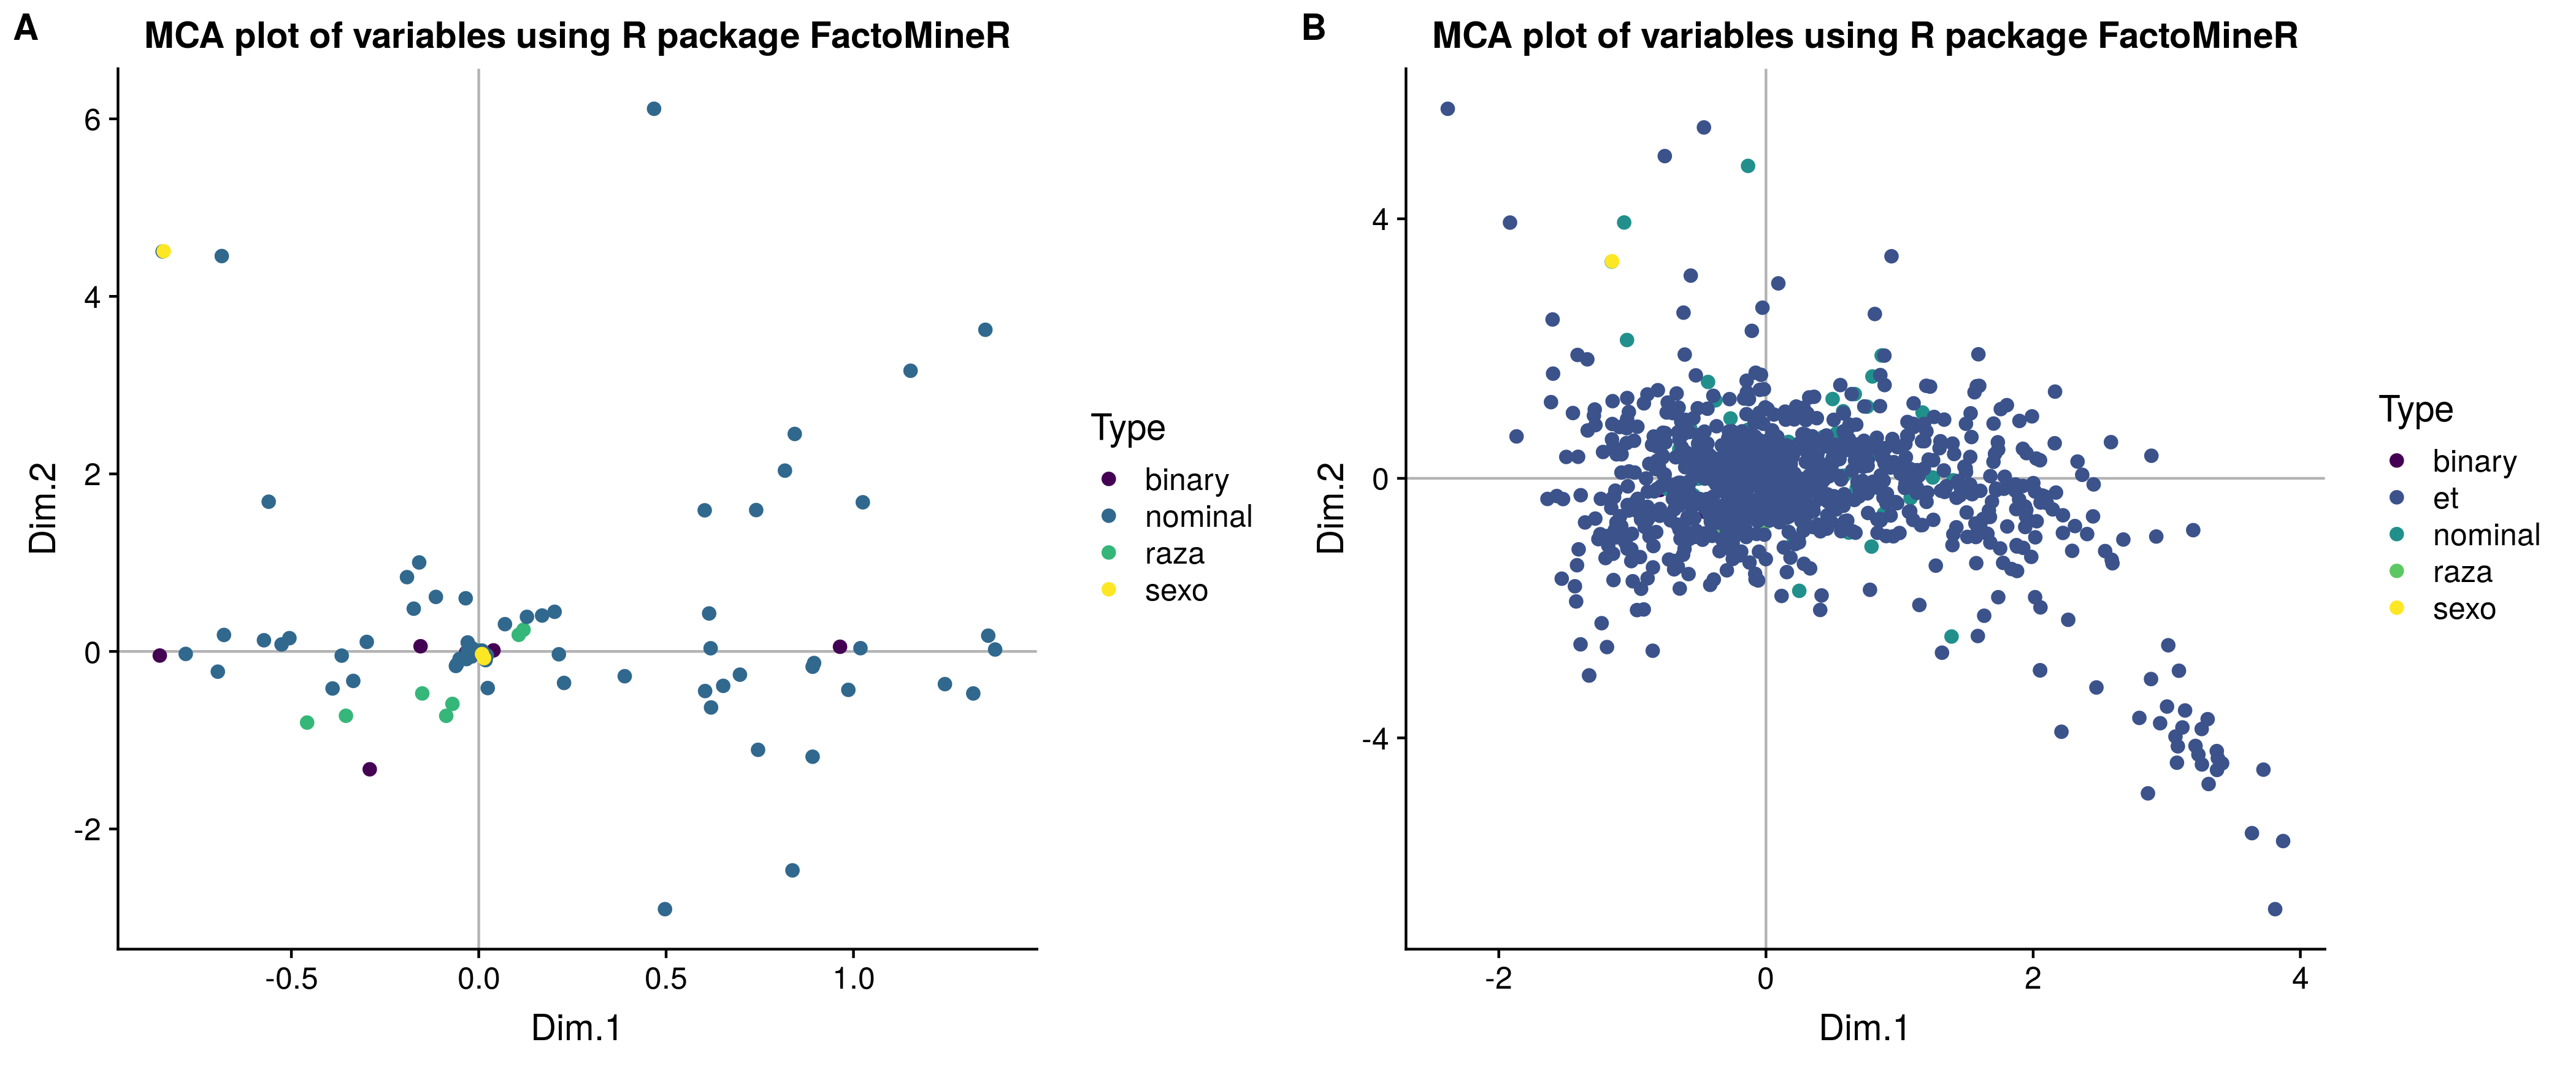 A
MCA plot of variables using R package FactoMineR
6
4
2
0
-2
Dim.2
-0.5
0.0
0.5
1.0
Dim.1
Type
binary
nominal
raza
sexo
B
MCA plot of variables using R package FactoMineR
4
0
-4
Dim.2
-2
0
2
4
Dim.1
Type
binary
et
nominal
raza
sexo